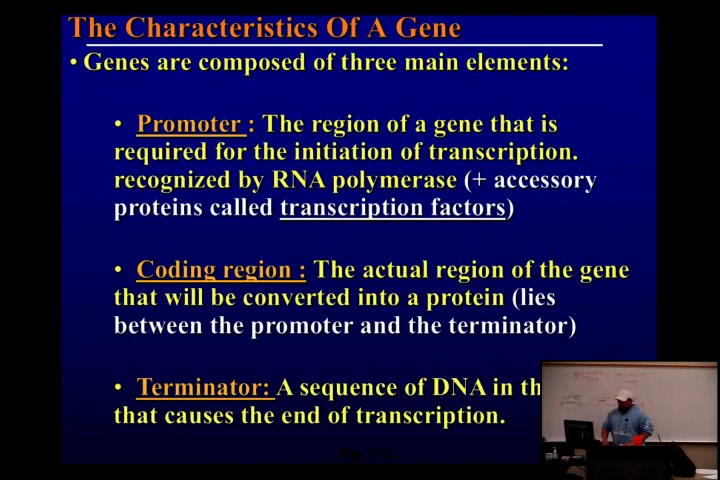 The Characteristics Of A Gene
• Genes are composed of three main elements:
• Promoter : The region of a gene that is
required for the initiation of transcription.
recognized by RNA polymerase (+ accessory
proteins called transcription factors)
• Coding region : The actual region of the gene
that will be converted into a protein (lies
between the promoter and the terminator)
• Terminator: A sequence of DNA in th
that causes the end of transcription.